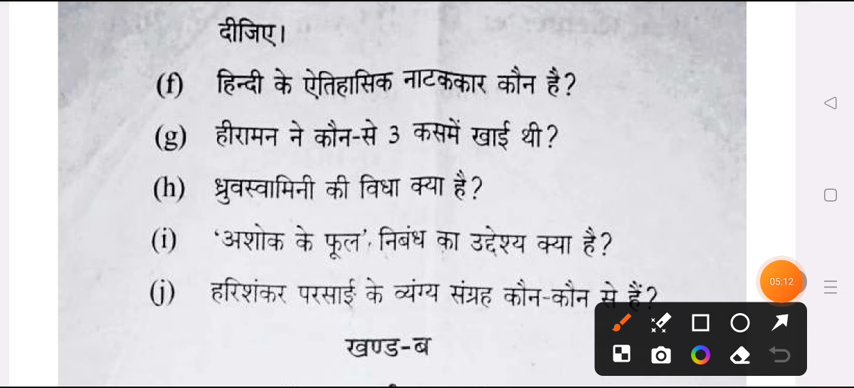 दीजिए।
(f) हिन्दी के ऐतिहासिक नाटककार कौन है?
(g) हीरामन ने कौन-से 3 कसमें खाई थी?
(h) ध्रुवस्वामिनी की विधा क्या है?
(i) 'अशोक के फूल' निबंध का उद्देश्य क्या है?
(j) हरिशंकर परसाई के व्यंग्य संग्रह कौन-कौन से हैं?
05:12
खण्ड-ब